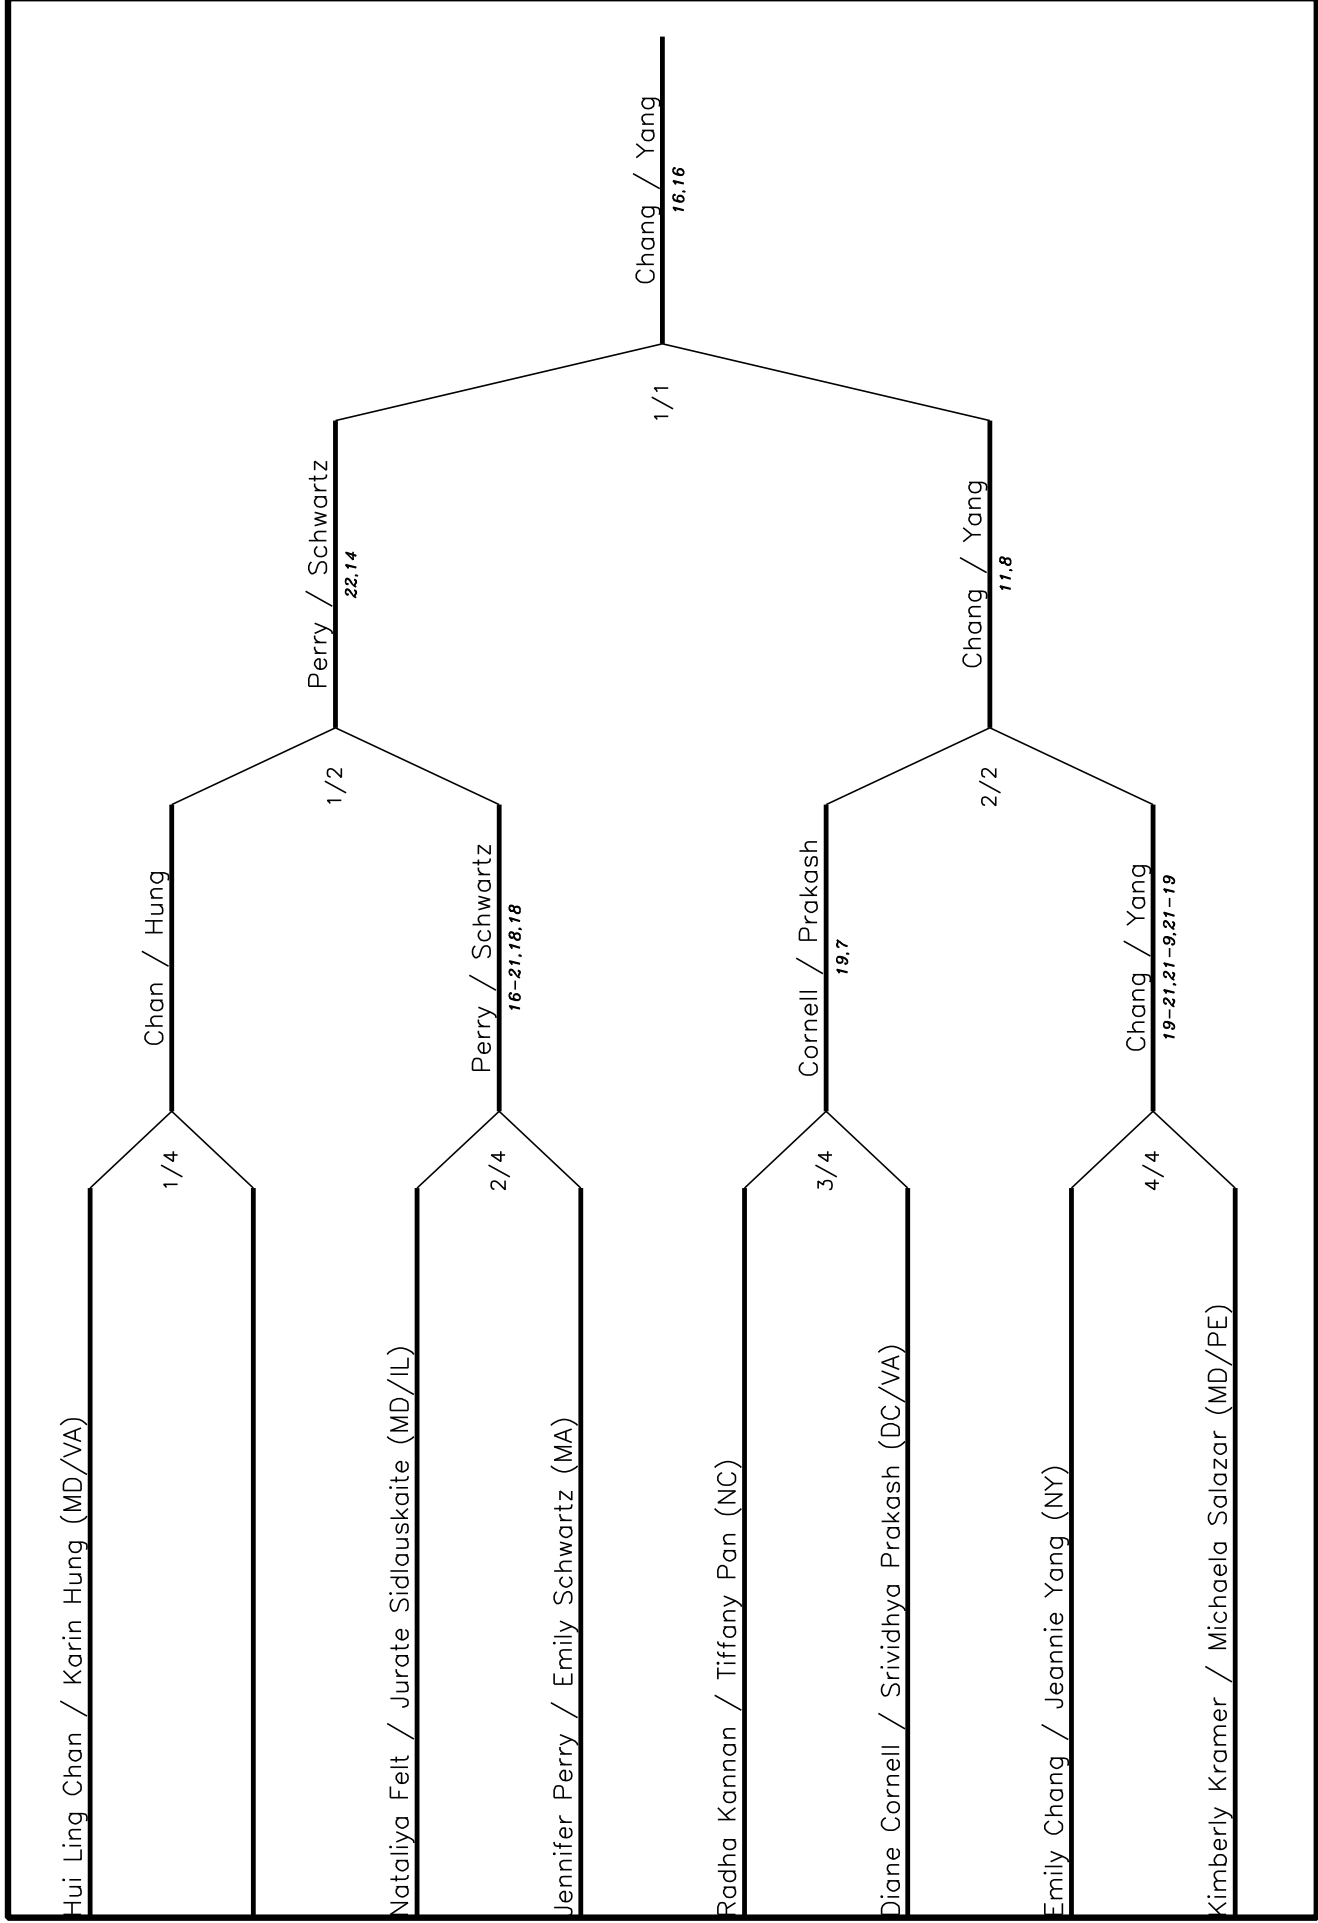 Hui Ling Chan / Karin Hung (MD/VA)
1/4
Chan / Hung
Nataliya Felt / Jurate Sidlauskaite (MD/IL)
2/4
Jennifer Perry / Emily Schwartz (MA)
Perry / Schwartz
16-21,18,18
1/2
Perry / Schwartz
22,14
Radha Kannan / Tiffany Pan (NC)
3/4
Diane Cornell / Srividhya Prakash (DC/VA)
Cornell / Prakash
19,7
Emily Chang / Jeannie Yang (NY)
4/4
Kimberly Kramer / Michaela Salazar (MD/PE)
Chang / Yang
19-21,21-9,21-19
2/2
Chang / Yang
11,8
1/1
Chang / Yang
16,16